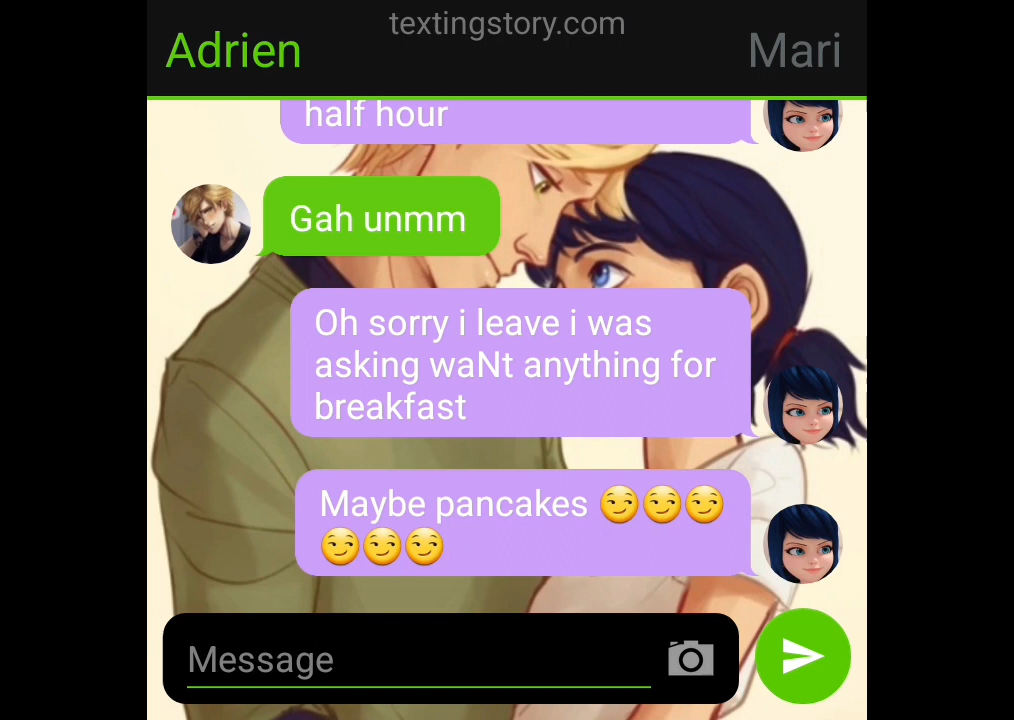 textingstory.com
Adrien
Mari
half hour
Gah unmm
Oh sorry i leave i was
asking waNt anything for
breakfast
Maybe pancakes 😏😏😏
😏😏😏
Message